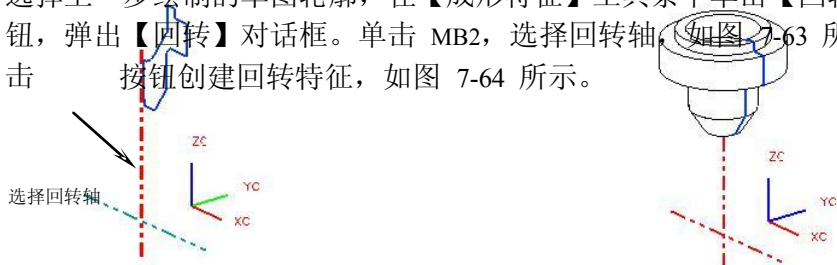 选择上一步绘制的草图轮廓，在【成形特征】工具条中单击【回转
钮，弹出【回转】对话框。单击 MB2，选择回转轴，如图 7-63 所
击 按钮创建回转特征，如图 7-64 所示。
选择回转轴
ZC
YC
XC
ZC
YC
XC